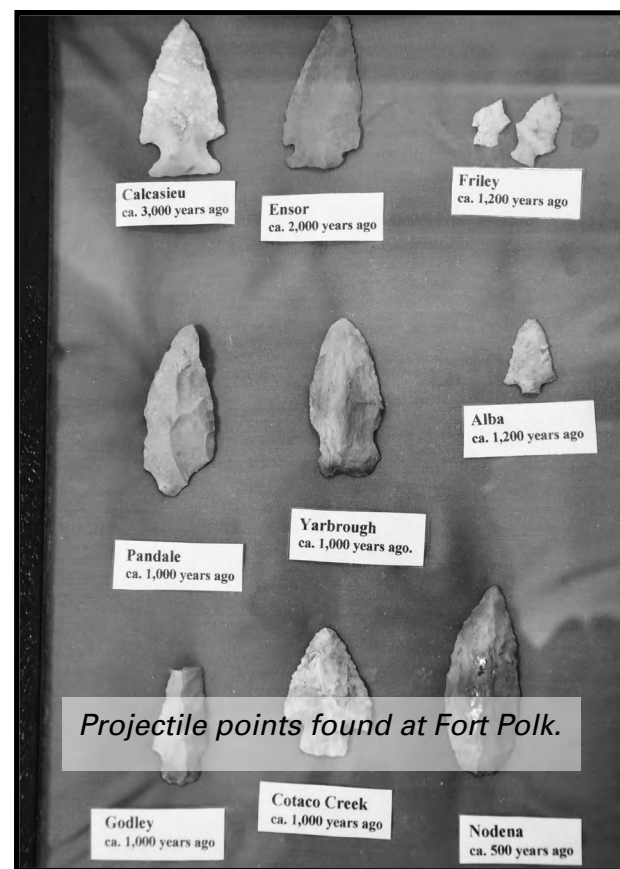 Calcasieu
ca. 3,000 years ago
Ensor
ca. 2,000 years ago
Friley
ca. 1,200 years ago
Alba
ca. 1,200 years ago
Pandale
ca. 1,000 years ago
Yarbrough
ca. 1,000 years ago.
Projectile points found at Fort Polk.
Godley
ca. 1,000 years ago
Cotaco Creek
ca. 1,000 years ago
Nodena
ca. 500 years ago